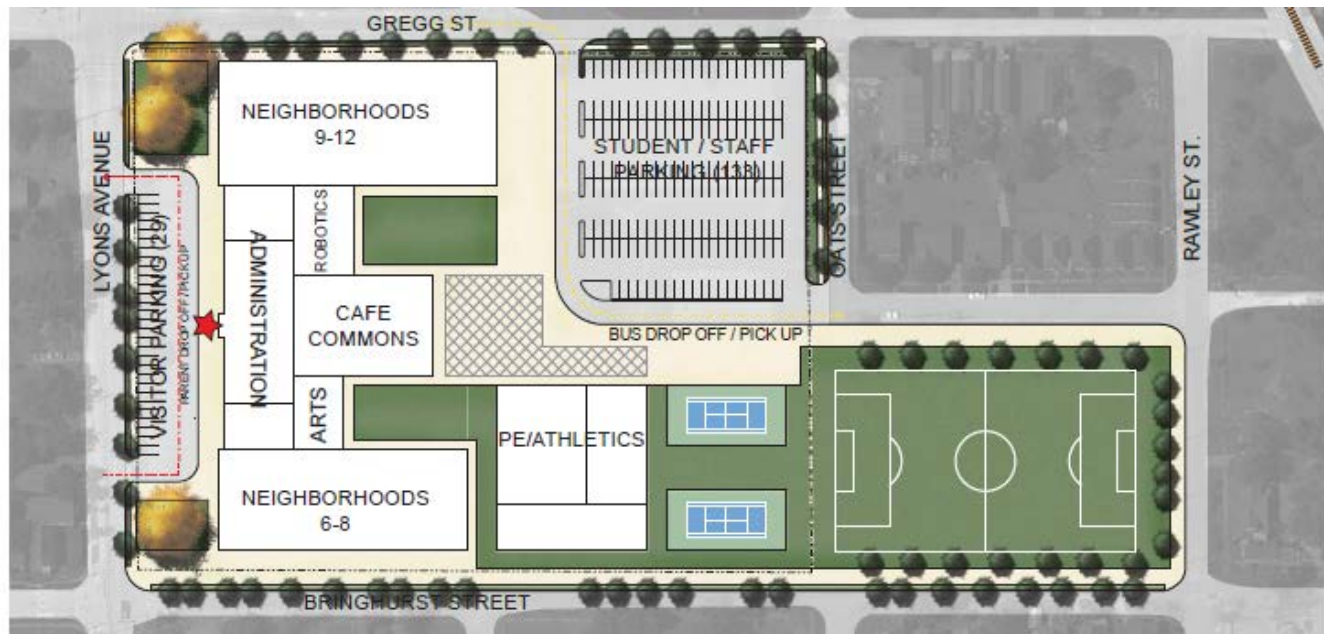 GREGG ST.
NEIGHBORHOODS
9-12
STUDENT / STAFF
PARKING (133)
LYONS AVENUE
VISITOR PARKING (29)
PARENT DROP OFF / PICKUP
ADMINISTRATION
ROBOTICS
OATS STREET
RAWLEY ST.
CAFE
COMMONS
BUS DROP OFF / PICK UP
ARTS
PE/ATHLETICS
NEIGHBORHOODS
6-8
BRINGHURST STREET